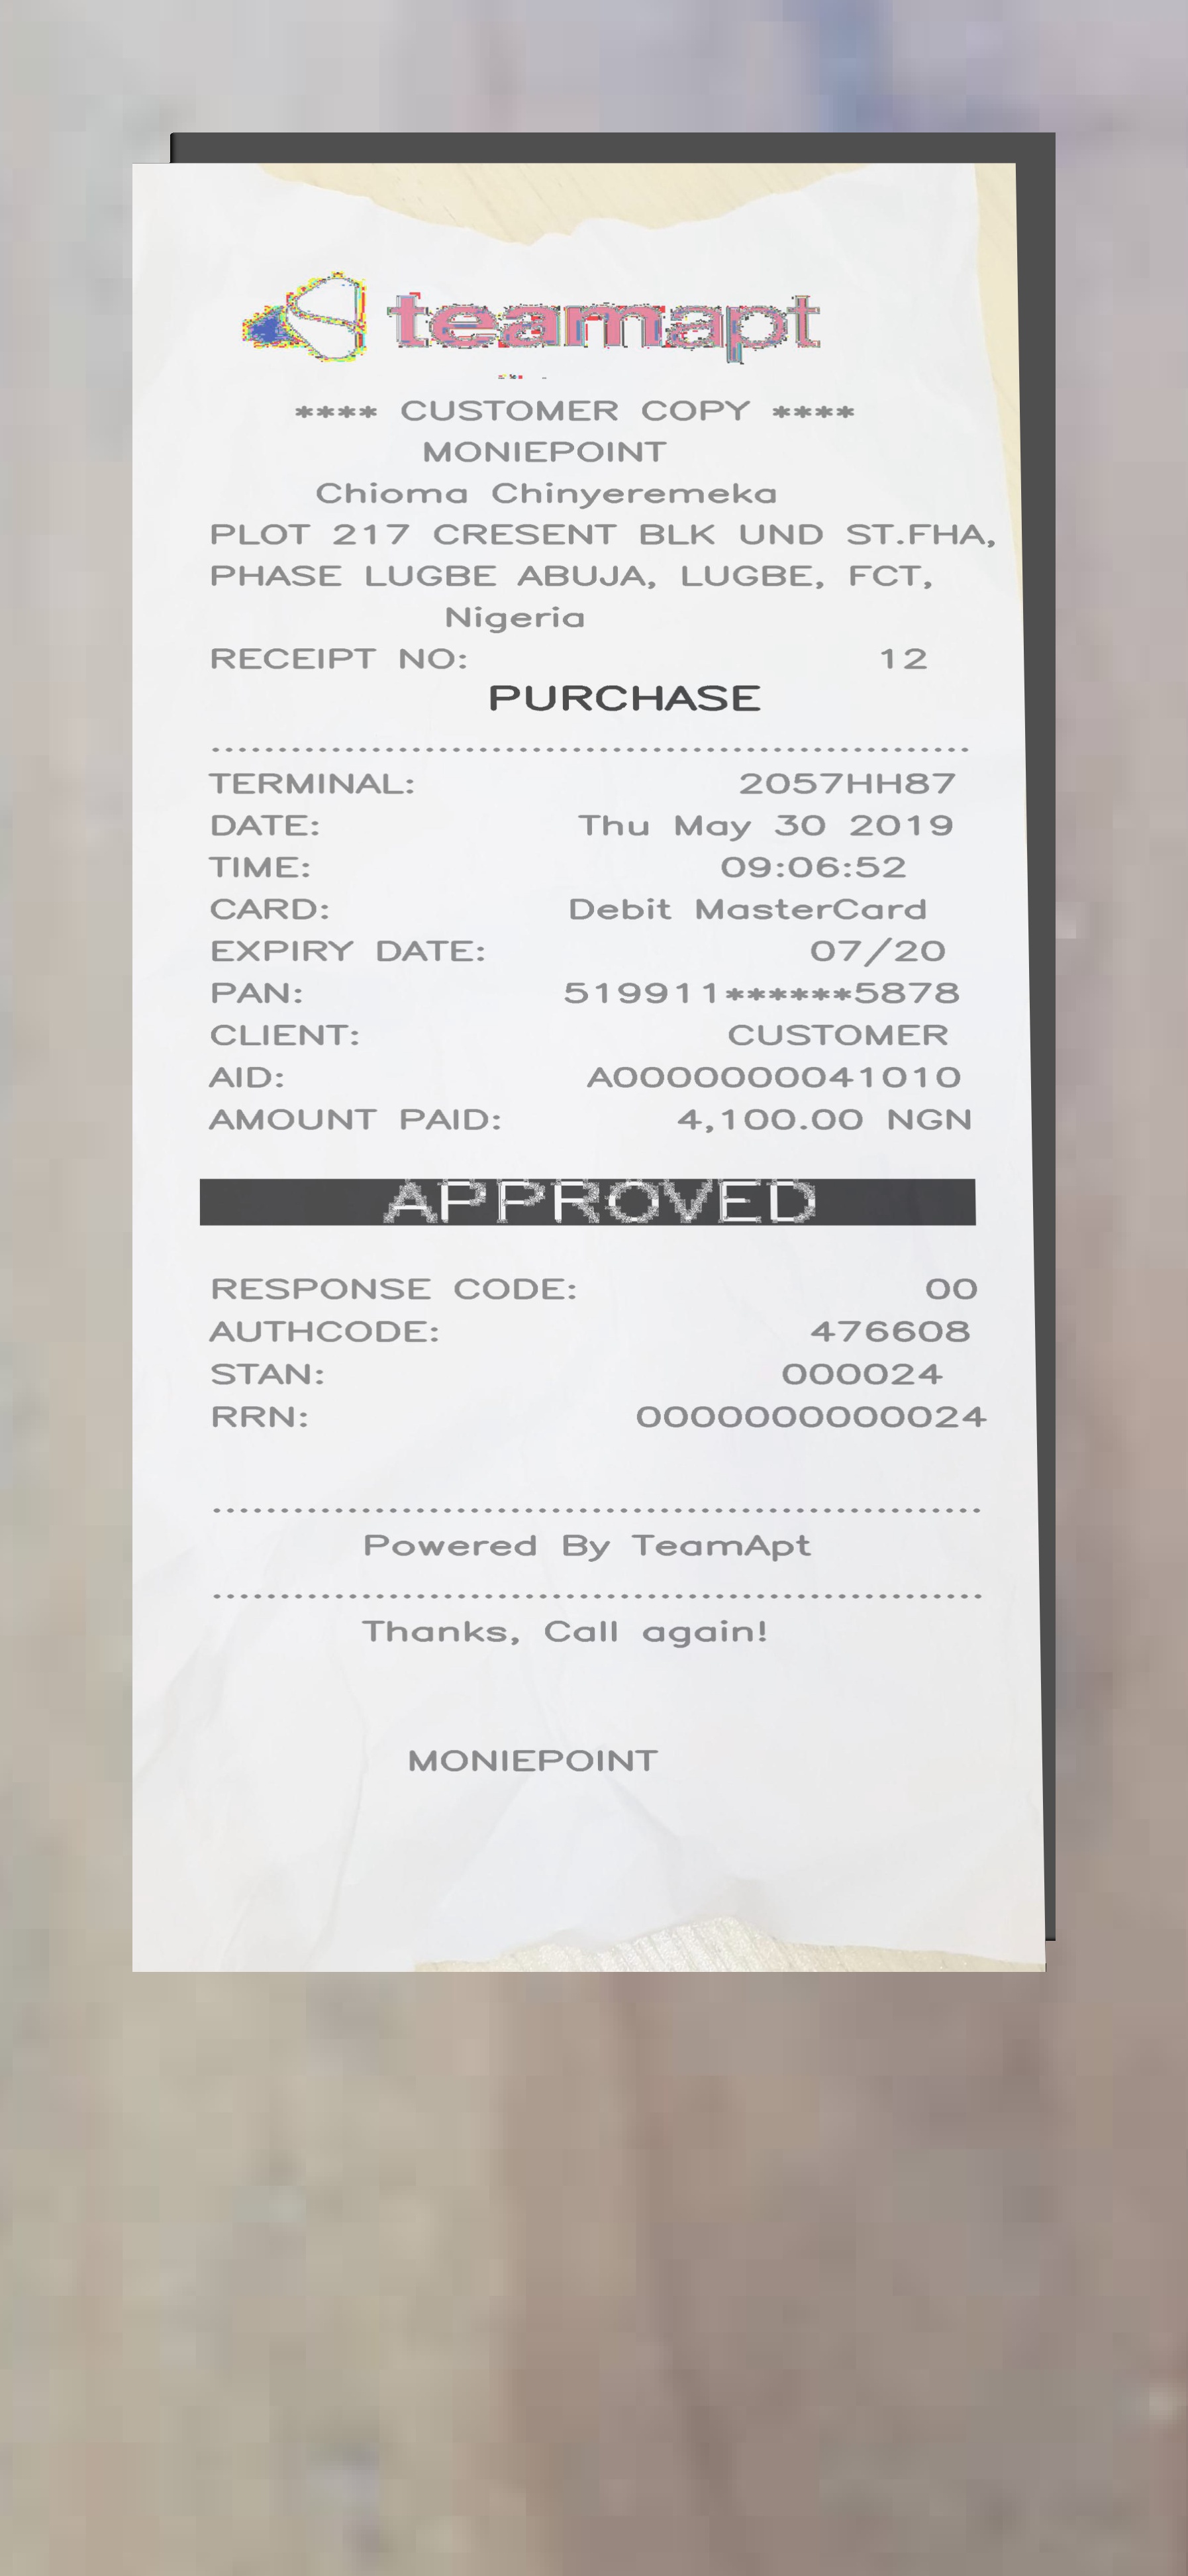 teamapt
**** CUSTOMER COPY ****
MONIEPOINT
Chioma Chinyeremeka
PLOT 217 CRESENT BLK UND ST.FHA,
PHASE LUGBE ABUJA, LUGBE, FCT,
Nigeria
RECEIPT NO: 12
PURCHASE
TERMINAL: 2057HH87
DATE: Thu May 30 2019
TIME: 09:06:52
CARD: Debit MasterCard
EXPIRY DATE: 07/20
PAN: 519911******5878
CLIENT: CUSTOMER
AID: A0000000041010
AMOUNT PAID: 4,100.00 NGN
APPROVED
RESPONSE CODE: 00
AUTHCODE: 476608
STAN: 000024
RRN: 0000000000024
Powered By TeamApt
Thanks, Call again!
MONIEPOINT